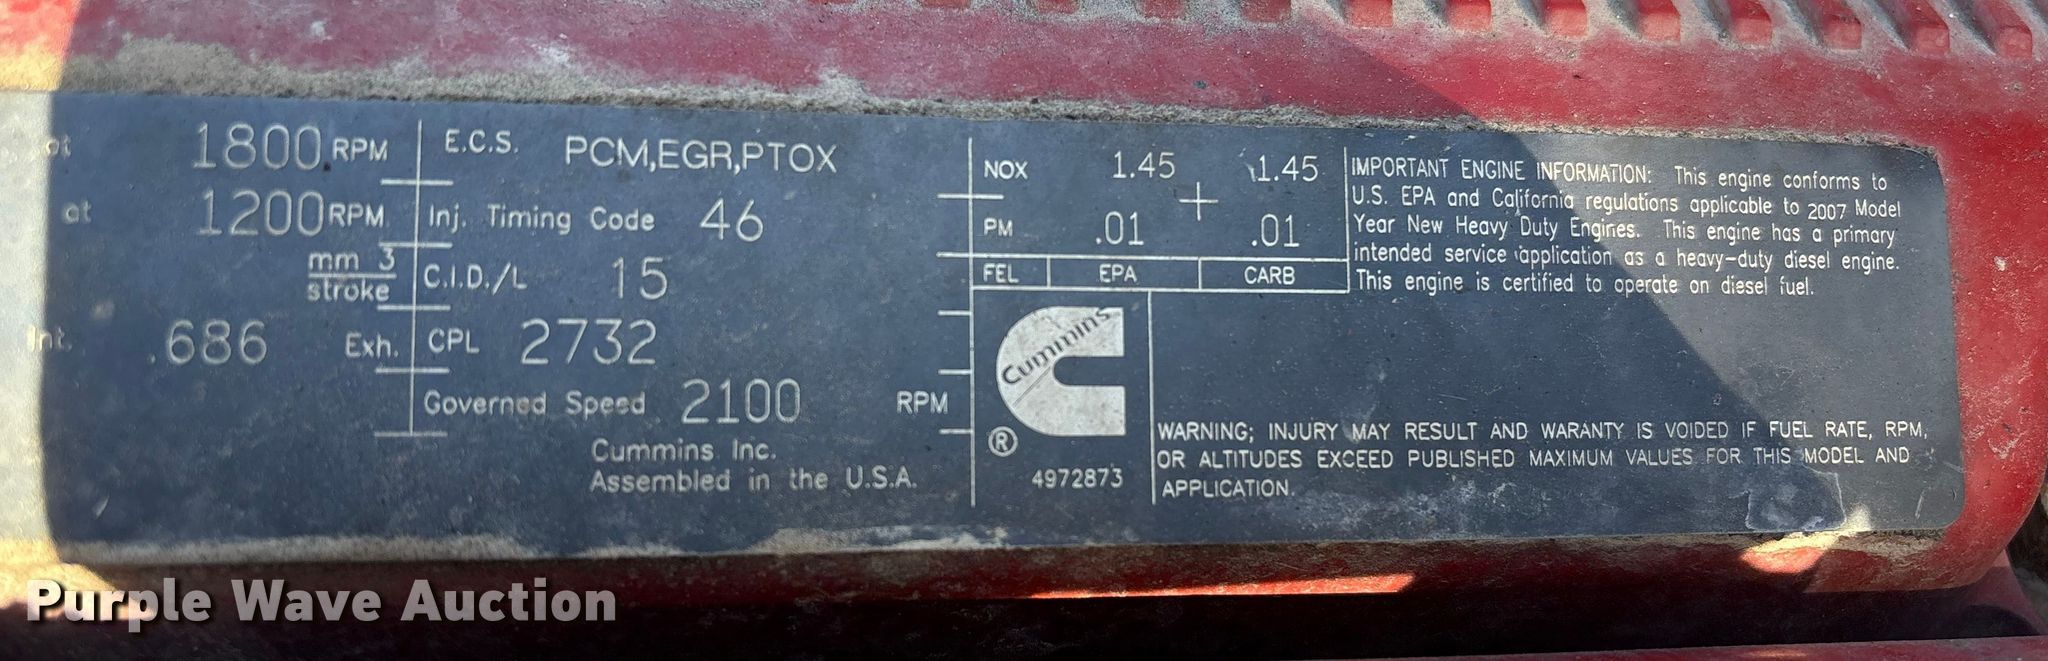 at 1800 RPM
at 1200 RPM
mm 3
stroke
Int. .686 Exh.
E.C.S. PCM,EGR,PTOX
Inj. Timing Code 46
C.I.D./L 15
CPL 2732
Governed Speed 2100 RPM
Cummins Inc.
Assembled in the U.S.A.
NOX 1.45 1.45
PM .01 .01
FEL EPA CARB
Cummins
®
4972873
IMPORTANT ENGINE INFORMATION: This engine conforms to
U.S. EPA and California regulations applicable to 2007 Model
Year New Heavy Duty Engines. This engine has a primary
intended service application as a heavy-duty diesel engine.
This engine is certified to operate on diesel fuel.
WARNING; INJURY MAY RESULT AND WARANTY IS VOIDED IF FUEL RATE, RPM,
OR ALTITUDES EXCEED PUBLISHED MAXIMUM VALUES FOR THIS MODEL AND
APPLICATION.
Purple Wave Auction